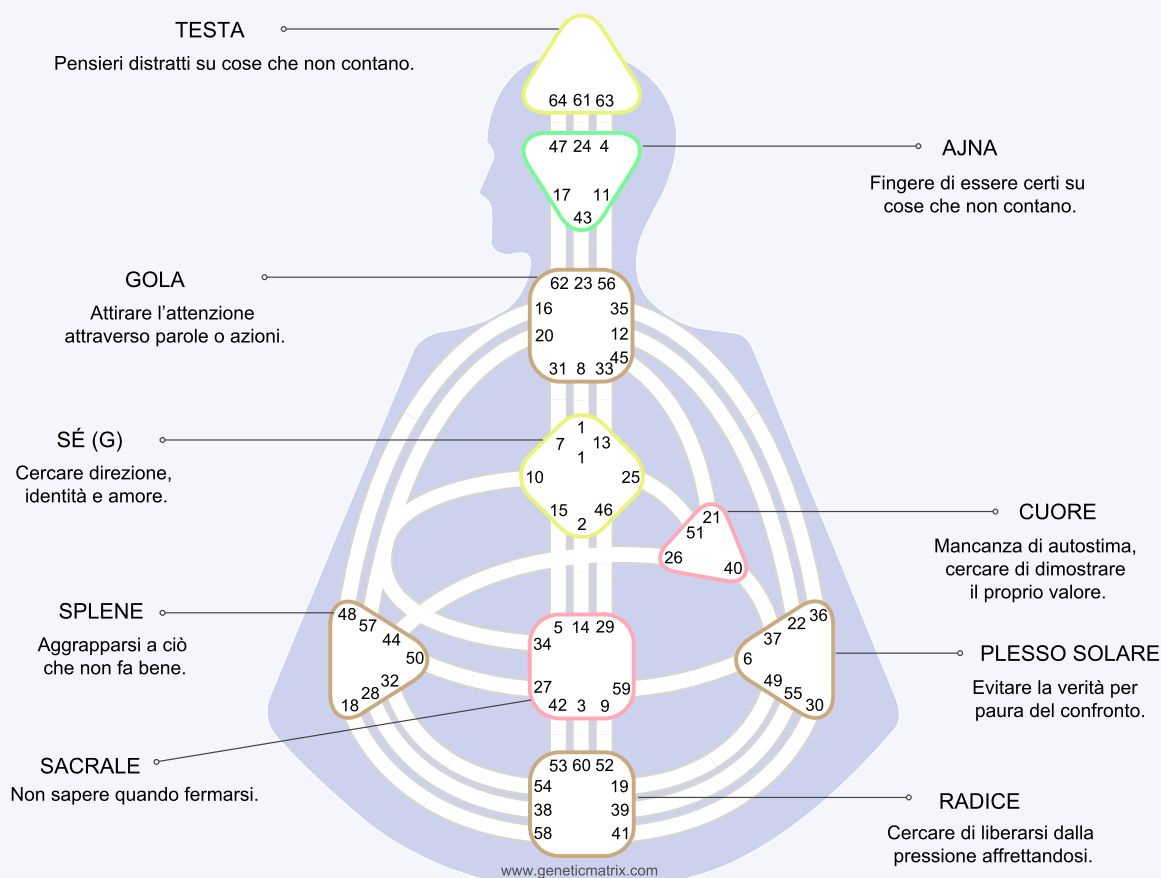 TESTA
Pensieri distratti su cose che non contano.
64 61 63
47 24 4
AJNA
Fingere di essere certi su
cose che non contano.
17 11
43
GOLA
Attirare l'attenzione
attraverso parole o azioni.
62 23 56
16 35
20 12
45
31 8 33
SÉ (G)
Cercare direzione,
identità e amore.
1
7 13
1
10 25
15 46
2
CUORE
Mancanza di autostima,
cercare di dimostrare
il proprio valore.
21
51
26 40
SPLENE
Aggrapparsi a ciò
che non fa bene.
48
57
44
50
32
28
18
5 14 29
34
27 59
42 3 9
36
22
37
6
49
55
30
PLESSO SOLARE
Evitare la verità per
paura del confronto.
SACRALE
Non sapere quando fermarsi.
53 60 52
54 19
38 39
58 41
RADICE
Cercare di liberarsi dalla
pressione affrettandosi.
www.geneticmatrix.com